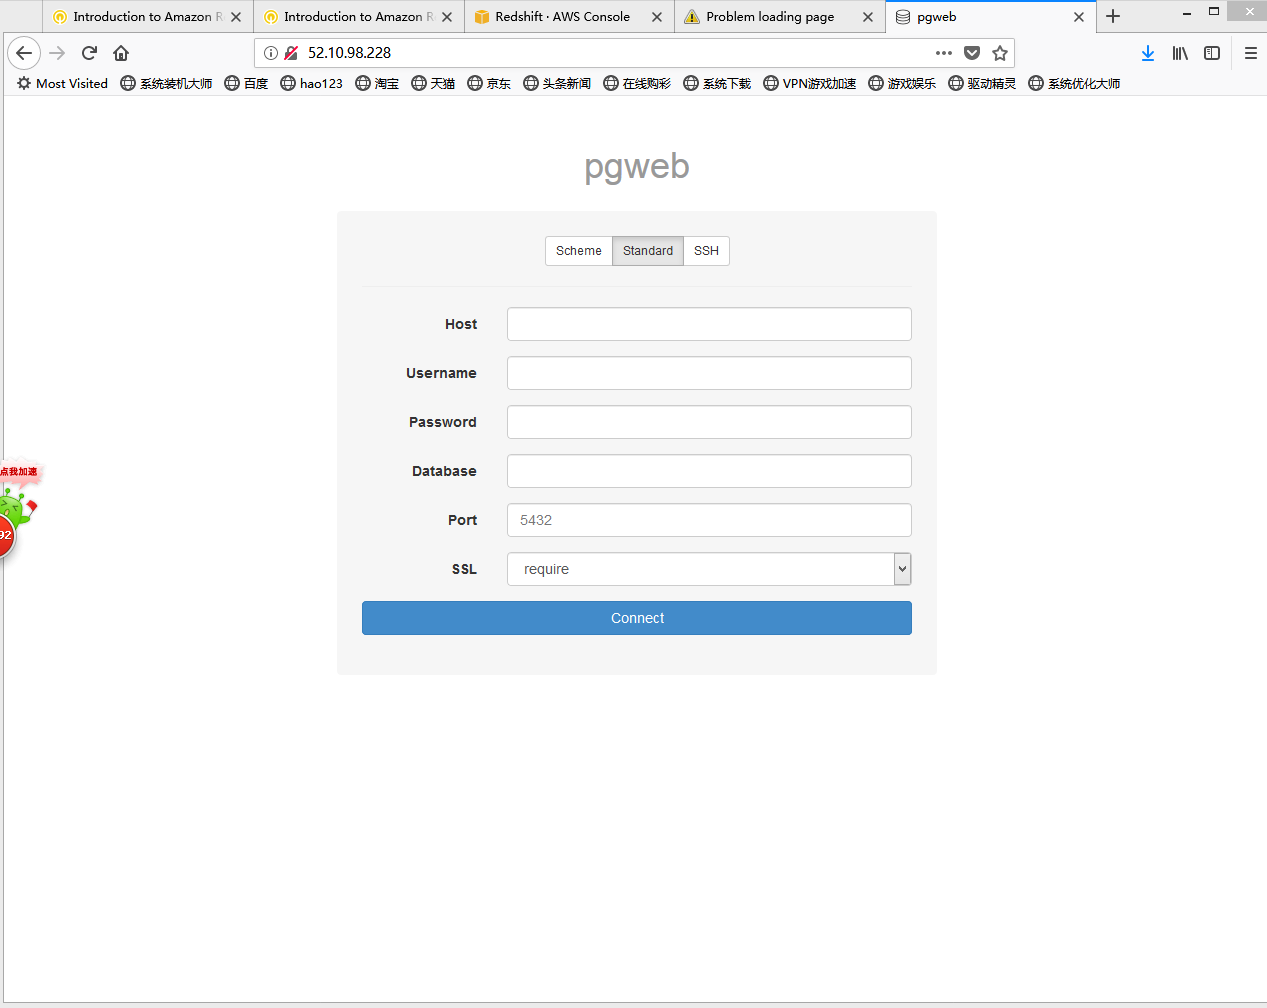 Introduction to Amazon R
Introduction to Amazon R
Redshift · AWS Console
Problem loading page
pgweb
52.10.98.228
Most Visited
系统装机大师
百度
hao123
淘宝
天猫
京东
头条新闻
在线购彩
系统下载
VPN游戏加速
游戏娱乐
驱动精灵
系统优化大师
pgweb
Scheme
Standard
SSH
Host
Username
Password
Database
Port
5432
SSL
require
Connect
点我加速
92